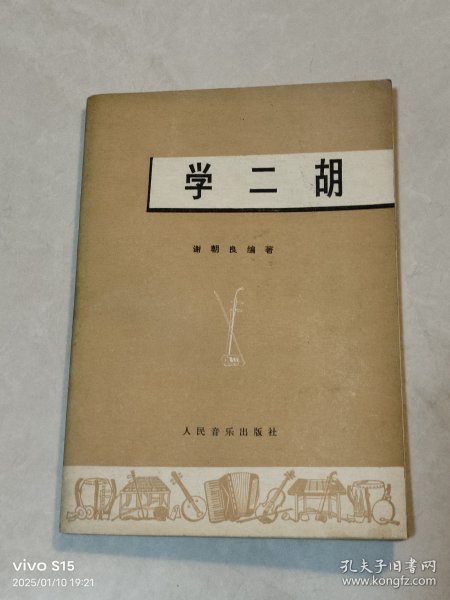 学二胡
谢朝良编著
人民音乐出版社
vivo S15
2025/01/10 19:21
孔夫子旧书网
www.kongfz.com